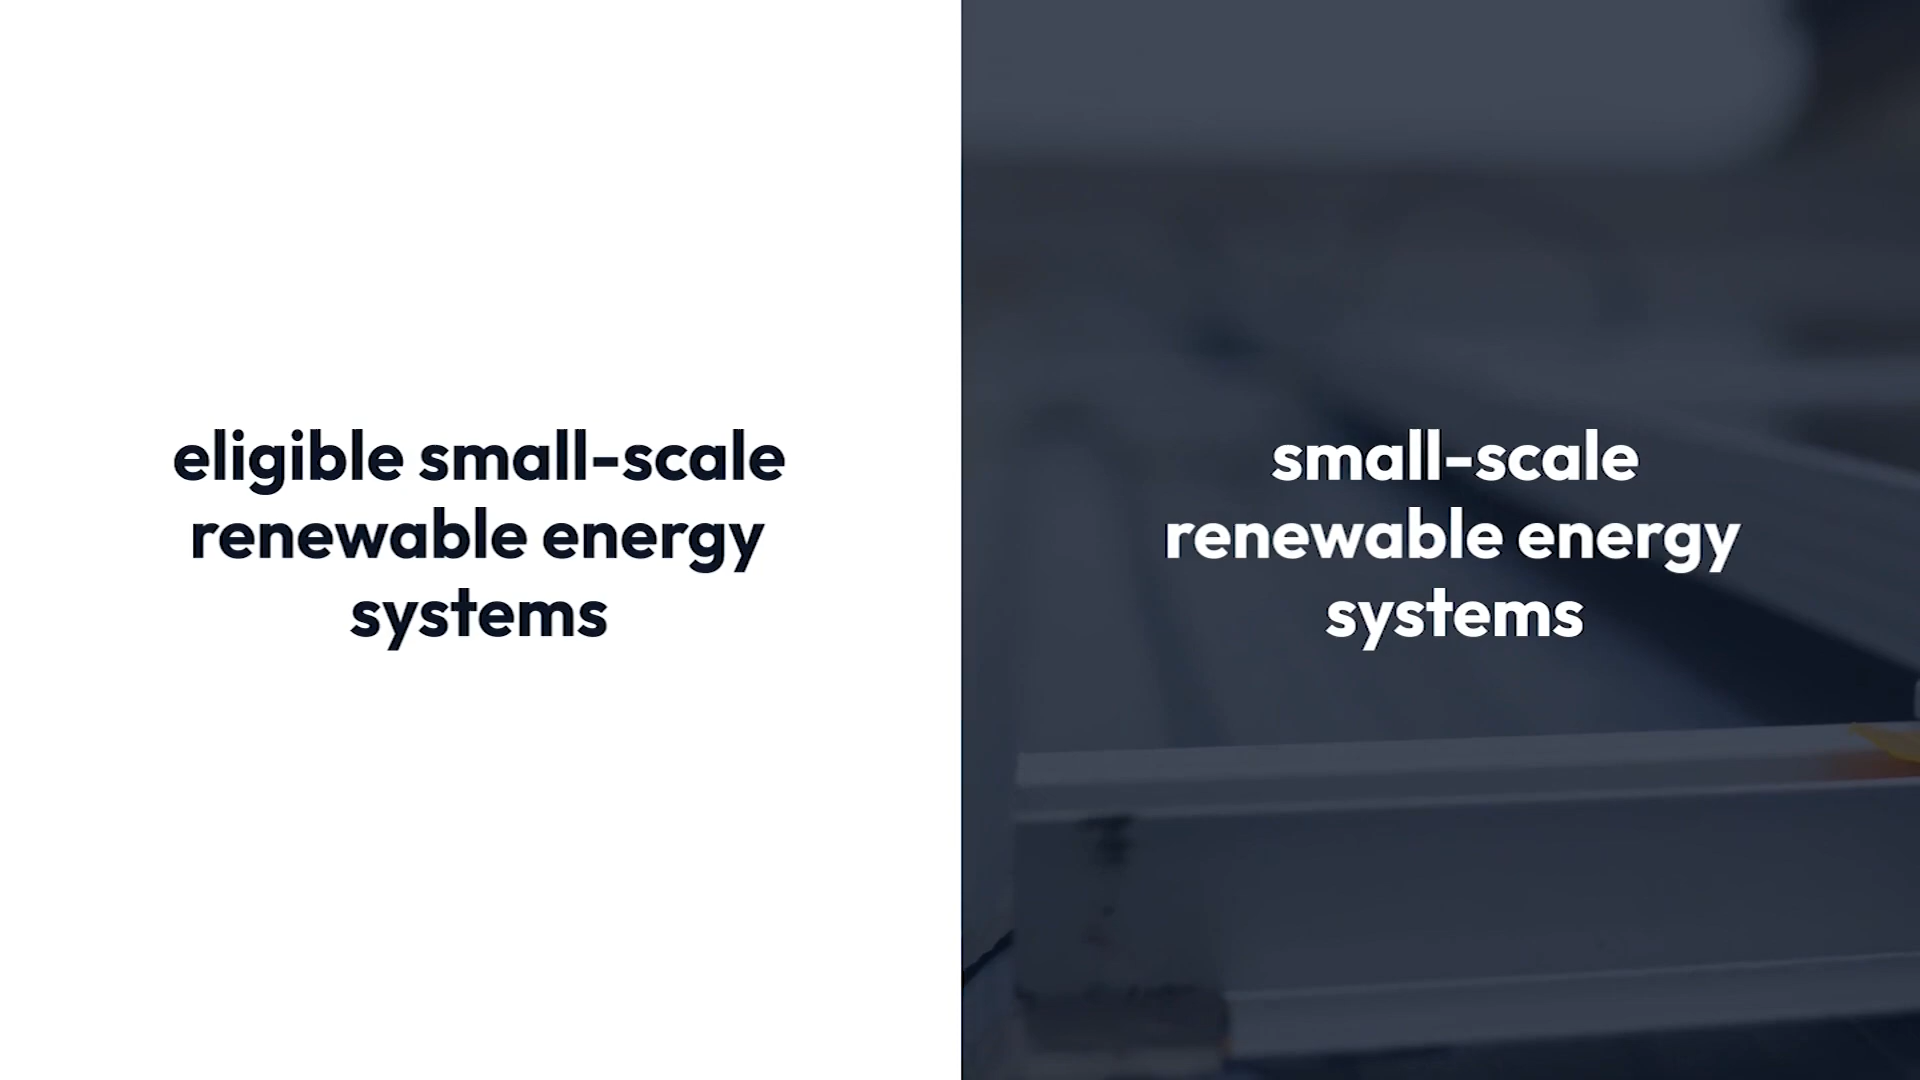 eligible small-scale
renewable energy
systems
small-scale
renewable energy
systems